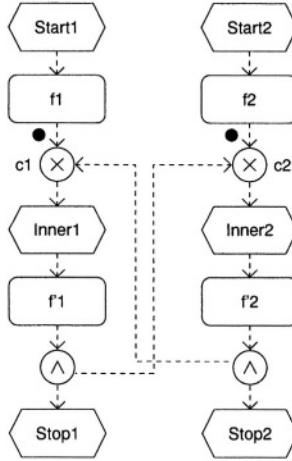 Start1 Start2
f1 f2
c1 × × c2
Inner1 Inner2
f'1 f'2
∧ ∧
Stop1 Stop2